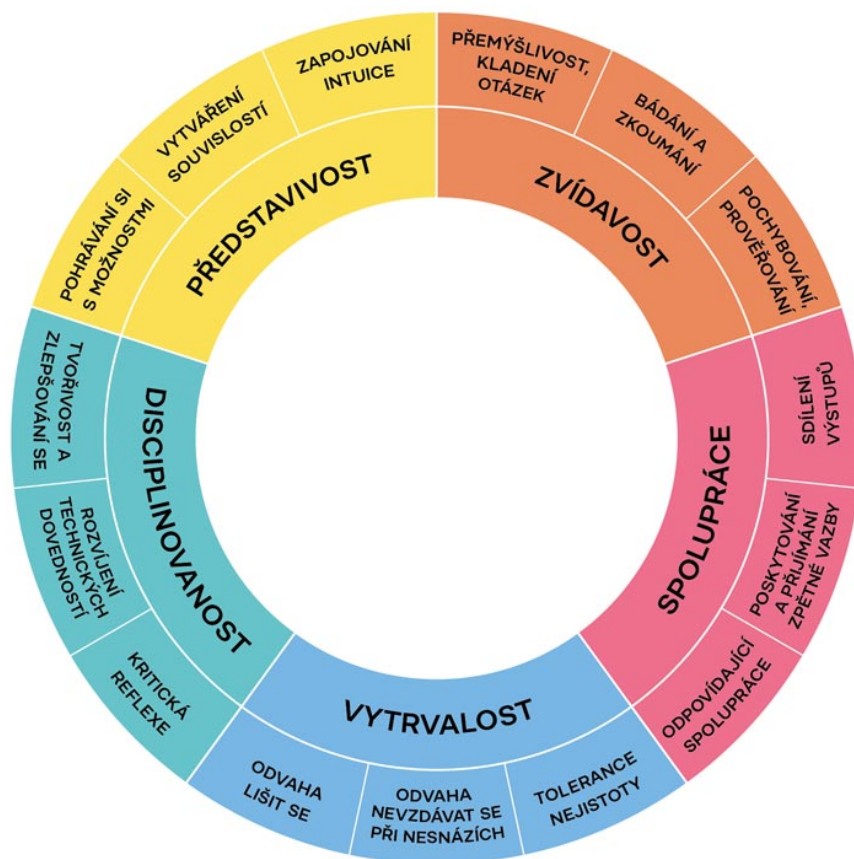 ZAPOJOVÁNÍ
INTUICE
PŘEMÝŠLIVOST,
KLADENÍ
OTÁZEK
VYTVÁŘENÍ
SOUVISLOSTÍ
BÁDÁNÍ A
ZKOUMÁNÍ
POHRÁVÁNÍ SI
S MOŽNOSTMI
PŘEDSTAVIVOST
ZVÍDAVOST
POCHYBOVÁNÍ,
PROVĚŘOVÁNÍ
TVOŘIVOST A
ZLEPŠOVÁNÍ SE
DISCIPLINOVANOST
SPOLUPRÁCE
SDÍLENÍ
VÝSTUPŮ
ROZVÍJENÍ
TECHNICKÝCH
DOVEDNOSTÍ
POSKYTOVÁNÍ
A PŘIJÍMÁNÍ
ZPĚTNÉ VAZBY
KRITICKÁ
REFLEXE
ODPOVÍDAJÍCÍ
SPOLUPRÁCE
VYTRVALOST
ODVAHA
LIŠIT SE
ODVAHA
NEVZDÁVAT SE
PŘI NESNÁZÍCH
TOLERANCE
NEJISTOTY